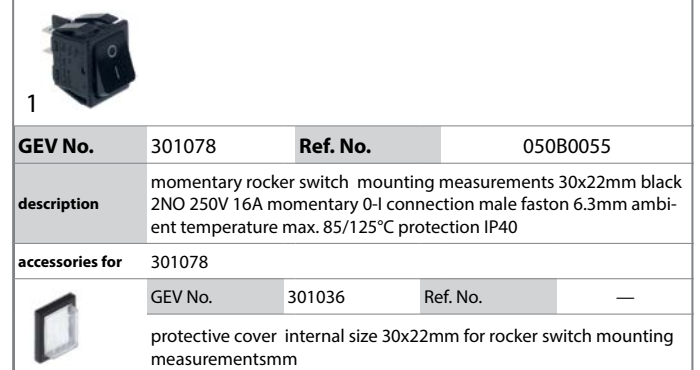 1
GEV No. 301078 Ref. No. 050B0055
description
momentary rocker switch mounting measurements 30x22mm black
2NO 250V 16A momentary 0-I connection male faston 6.3mm ambi-
ent temperature max. 85/125°C protection IP40
accessories for 301078
GEV No. 301036 Ref. No. —
protective cover internal size 30x22mm for rocker switch mounting
measurementsmm